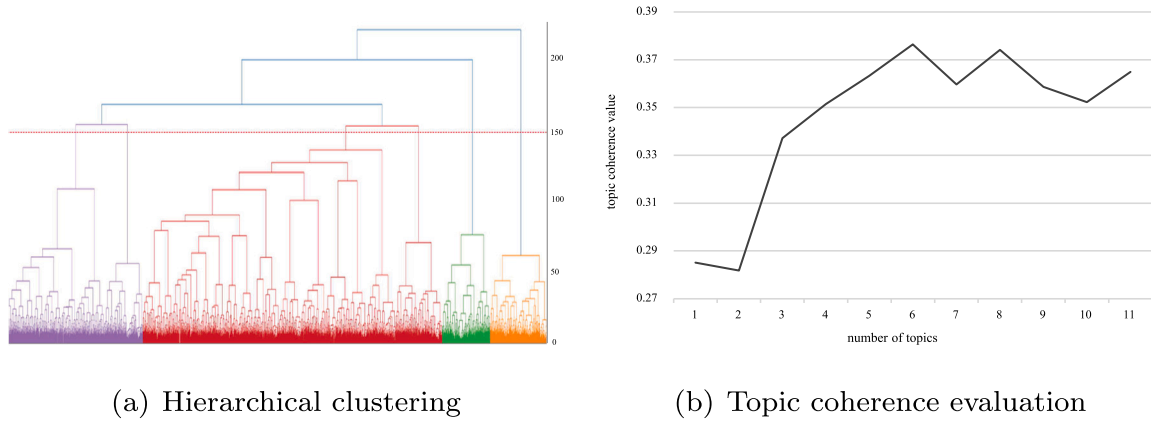 200
150
100
50
0
0.39
0.37
0.35
0.33
0.31
0.29
0.27
topic coherence value
1 2 3 4 5 6 7 8 9 10 11
number of topics
(a) Hierarchical clustering
(b) Topic coherence evaluation